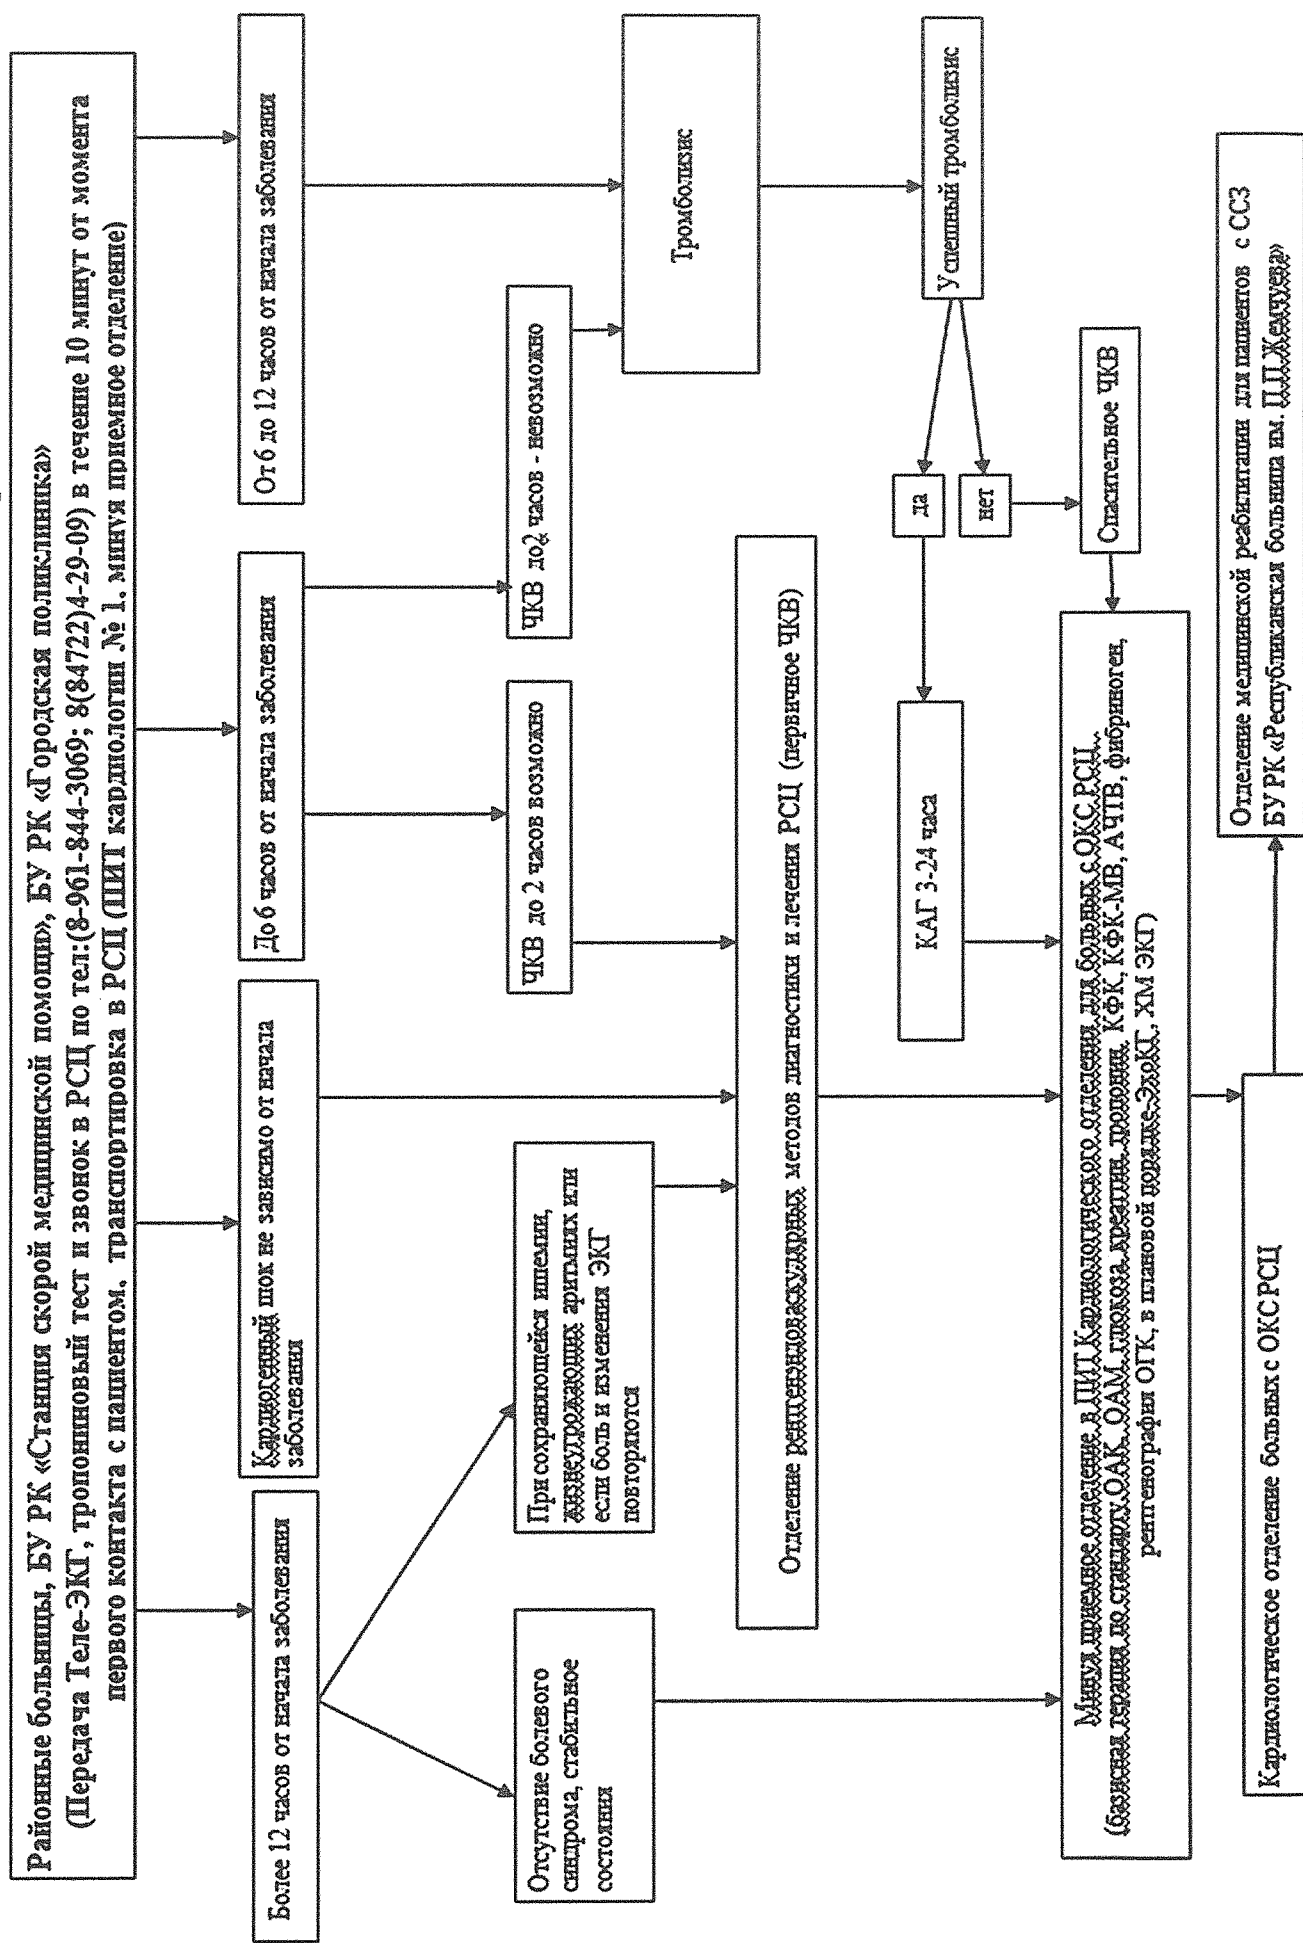 Районные больницы, БУ РК «Станция скорой медицинской помощи», БУ РК «Городская поликлиника»
(Передача Теле-ЭКГ, тропониновый тест и звонок в РСЦ по тел:(8-961-844-3069; 8(84722)4-29-09) в течение 10 минут от момента
первого контакта с пациентом, транспортировка в РСЦ (ПИТ кардиологии № 1, минуя приемное отделение)
Более 12 часов от начала заболевания
Кардиогенный шок не зависимо от начала
заболевания
До 6 часов от начала заболевания
От 6 до 12 часов от начала заболевания
Отсутствие болевого
синдрома, стабильное
состояния
При сохраняющейся ишемии,
жизнеугрожающих аритмиях или
если боль и изменения ЭКГ
повторяются
ЧКВ до 2 часов возможно
ЧКВ до2 часов - невозможно
Тромболизис
Отделение рентгенэндоваскулярных методов диагностики и лечения РСЦ (первичное ЧКВ)
Успешный тромболизис
да
нет
КАГ 3-24 часа
Спасительное ЧКВ
Минуя приемное отделение в ПИТ Кардиологического отделения для больных с ОКС РСЦ
(базисная терапия по стандарту,ОАК, ОАМ, глюкоза, креатин, тропонин, КФК, КФК-МВ, АЧТВ, фибриноген,
рентгенография ОГК, в плановой порядке-ЭхоКГ, ХМ ЭКГ)
Кардиологическое отделение больных с ОКС РСЦ
Отделение медицинской реабилитации для пациентов с ССЗ
БУ РК «Республиканская больница им. П.П.Жемчуева»